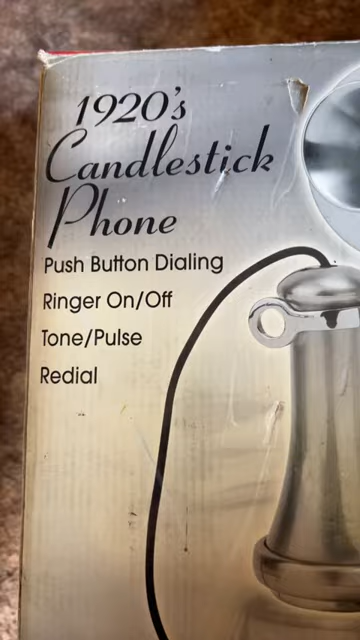 1920's
Candlestick
Phone
Push Button Dialing
Ringer On/Off
Tone/Pulse
Redial